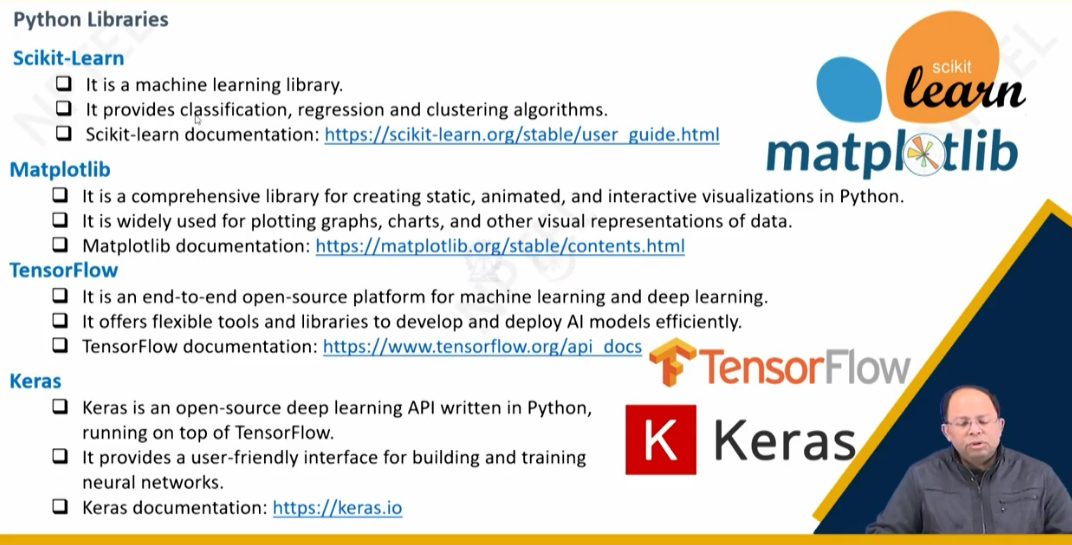 Python Libraries
Scikit-Learn
❑ It is a machine learning library.
❑ It provides classification, regression and clustering algorithms.
❑ Scikit-learn documentation: https://scikit-learn.org/stable/user_guide.html
scikit
learn
matplotlib
Matplotlib
❑ It is a comprehensive library for creating static, animated, and interactive visualizations in Python.
❑ It is widely used for plotting graphs, charts, and other visual representations of data.
❑ Matplotlib documentation: https://matplotlib.org/stable/contents.html
TensorFlow
❑ It is an end-to-end open-source platform for machine learning and deep learning.
❑ It offers flexible tools and libraries to develop and deploy AI models efficiently.
❑ TensorFlow documentation: https://www.tensorflow.org/api_docs
TensorFlow
Keras
❑ Keras is an open-source deep learning API written in Python,
running on top of TensorFlow.
❑ It provides a user-friendly interface for building and training
neural networks.
❑ Keras documentation: https://keras.io
K Keras